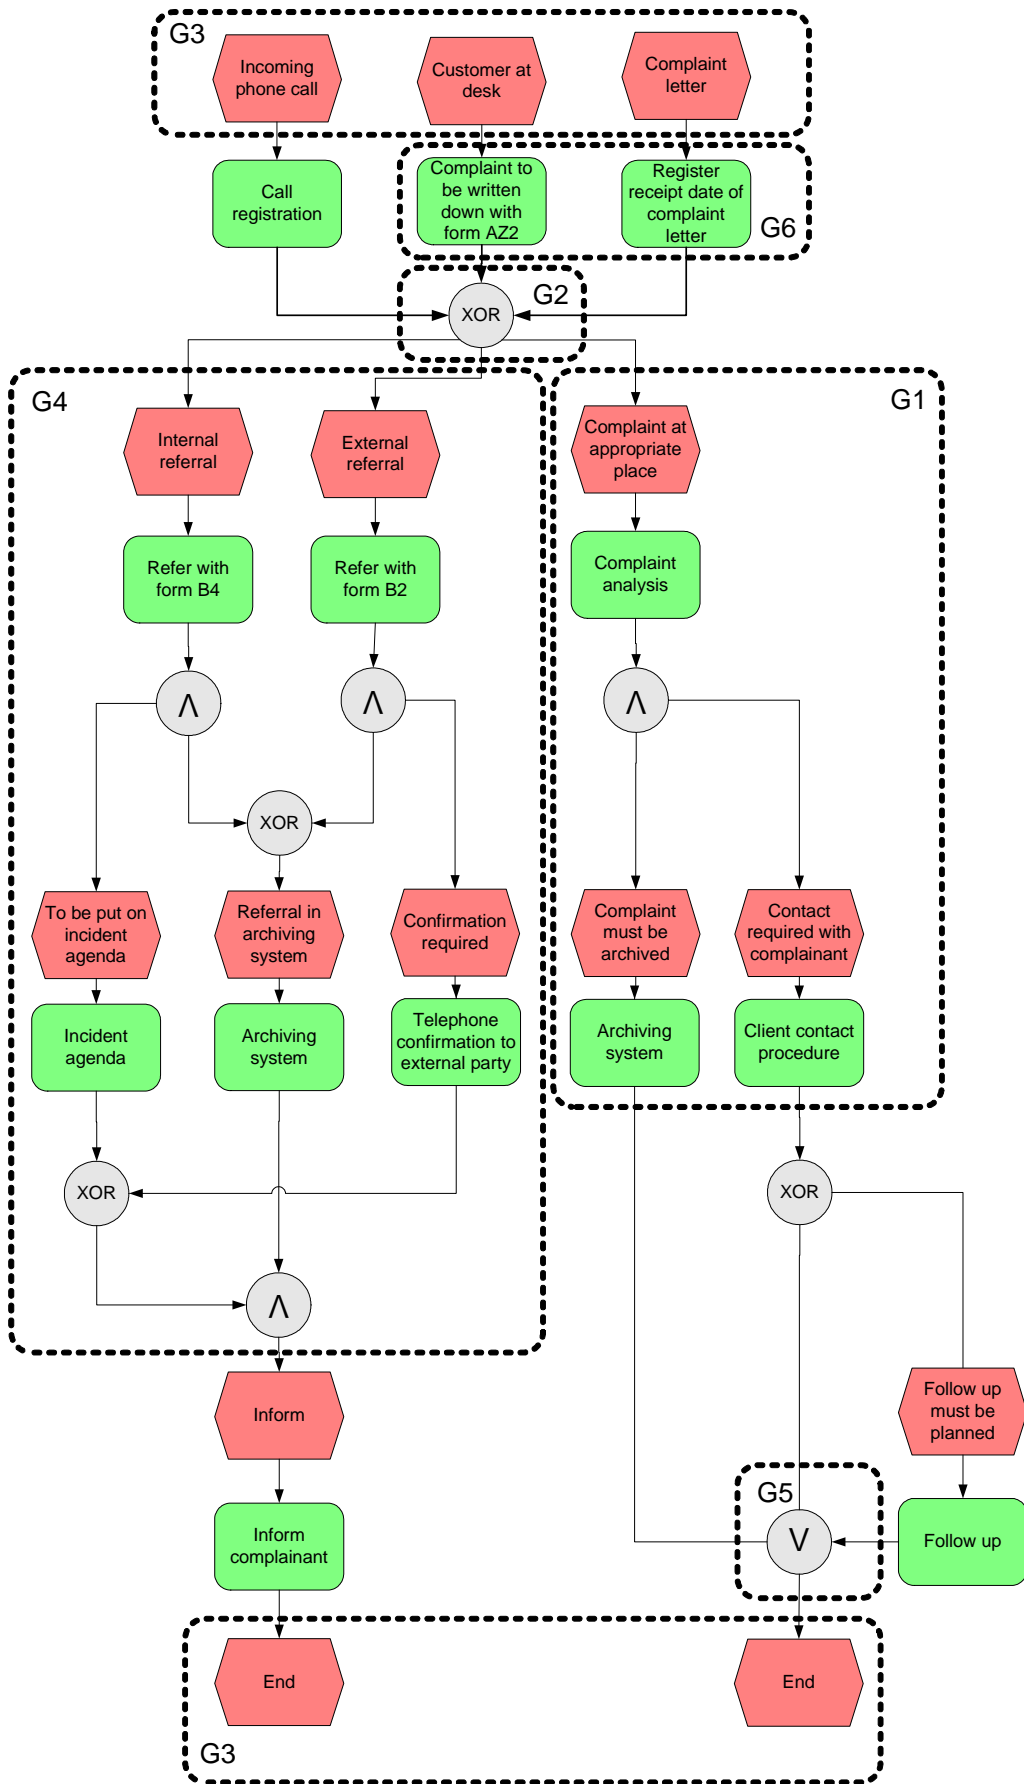 G3
Incoming
phone call
Customer at
desk
Complaint
letter
Call
registration
Complaint to
be written
down with
form AZ2
Register
receipt date of
complaint
letter
G6
XOR
G2
G4
G1
Internal
referral
External
referral
Complaint at
appropriate
place
Refer with
form B4
Refer with
form B2
Complaint
analysis
Λ
Λ
Λ
XOR
To be put on
incident
agenda
Referral in
archiving
system
Confirmation
required
Complaint
must be
archived
Contact
required with
complainant
Incident
agenda
Archiving
system
Telephone
confirmation to
external party
Archiving
system
Client contact
procedure
XOR
XOR
Λ
Inform
Follow up
must be
planned
G5
Inform
complainant
V
Follow up
End
End
G3